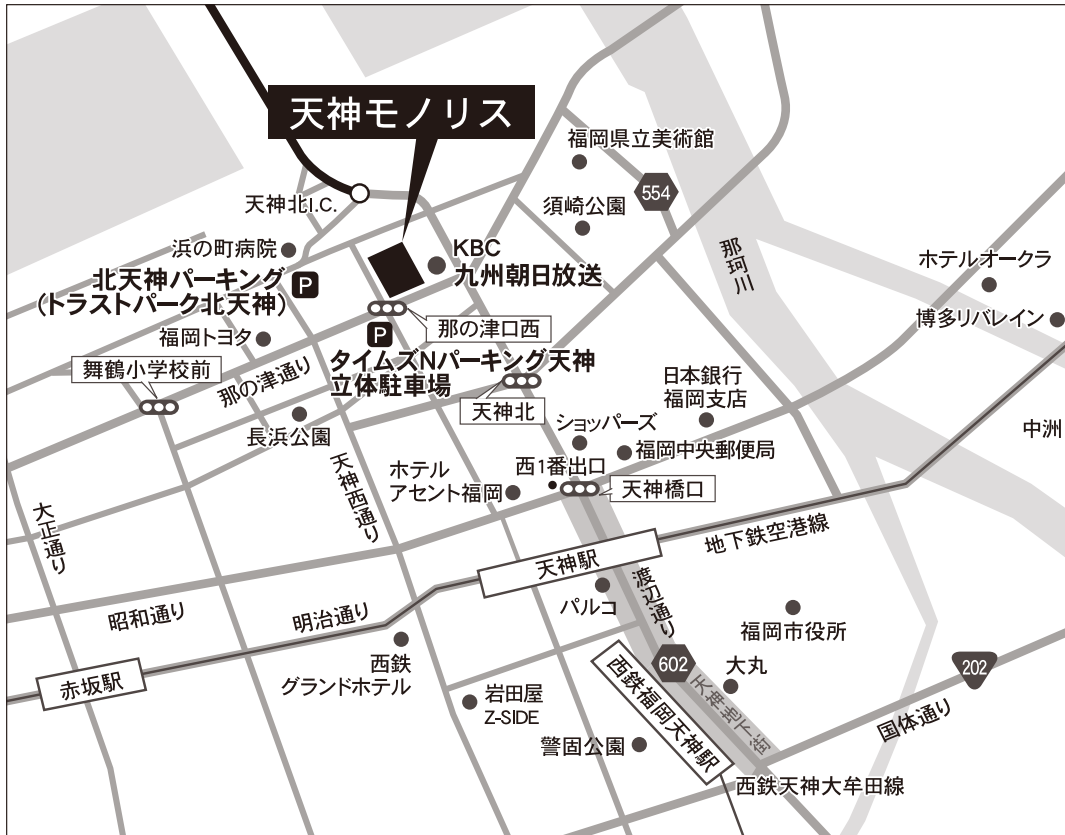 天神モノリス
福岡県立美術館
554
須崎公園
天神北I.C.
那珂川
浜の町病院
KBC
九州朝日放送
ホテルオークラ
北天神パーキング
(トラストパーク北天神)
P
博多リバレイン
那の津口西
福岡トヨタ
P
タイムズNパーキング天神
立体駐車場
舞鶴小学校前
那の津通り
天神北
日本銀行
福岡支店
長浜公園
ショッパーズ
福岡中央郵便局
中洲
天神西通り
ホテル
アセント福岡
西1番出口
天神橋口
大正通り
天神駅
地下鉄空港線
渡辺通り
パルコ
昭和通り
明治通り
福岡市役所
西鉄
グランドホテル
602
大丸
202
赤坂駅
西鉄福岡天神駅
天神地下街
岩田屋
Z-SIDE
国体通り
警固公園
西鉄天神大牟田線